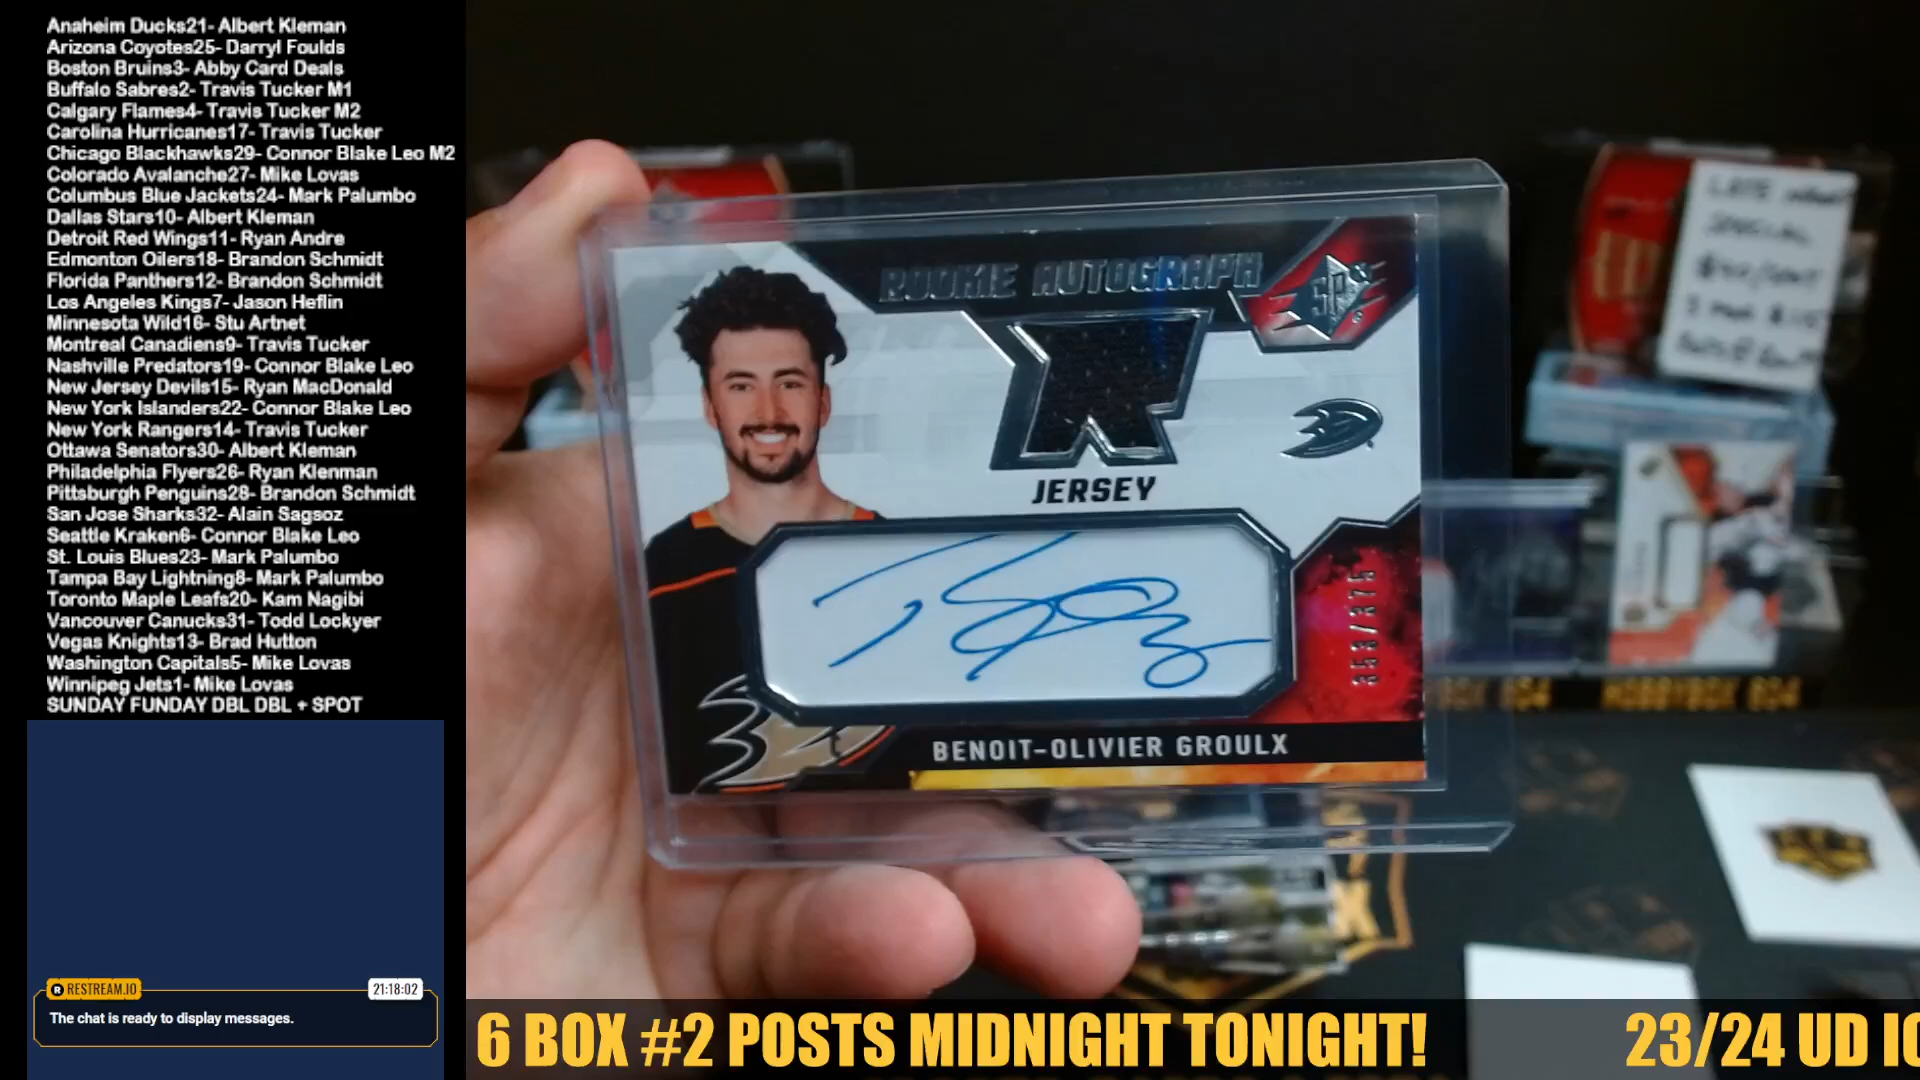 Anaheim Ducks21- Albert Kleman
Arizona Coyotes25- Darryl Foulds
Boston Bruins3- Abby Card Deals
Buffalo Sabres2- Travis Tucker M1
Calgary Flames4- Travis Tucker M2
Carolina Hurricanes17- Travis Tucker
Chicago Blackhawks29- Connor Blake Leo M2
Colorado Avalanche27- Mike Lovas
Columbus Blue Jackets24- Mark Palumbo
Dallas Stars10- Albert Kleman
Detroit Red Wings11- Ryan Andre
Edmonton Oilers18- Brandon Schmidt
Florida Panthers12- Brandon Schmidt
Los Angeles Kings7- Jason Heflin
Minnesota Wild16- Stu Artnet
Montreal Canadiens9- Travis Tucker
Nashville Predators19- Connor Blake Leo
New Jersey Devils15- Ryan MacDonald
New York Islanders22- Connor Blake Leo
New York Rangers14- Travis Tucker
Ottawa Senators30- Albert Kleman
Philadelphia Flyers26- Ryan Klenman
Pittsburgh Penguins28- Brandon Schmidt
San Jose Sharks32- Alain Sagsoz
Seattle Kraken6- Connor Blake Leo
St. Louis Blues23- Mark Palumbo
Tampa Bay Lightning8- Mark Palumbo
Toronto Maple Leafs20- Kam Nagibi
Vancouver Canucks31- Todd Lockyer
Vegas Knights13- Brad Hutton
Washington Capitals5- Mike Lovas
Winnipeg Jets1- Mike Lovas
SUNDAY FUNDAY DBL DBL + SPOT
RESTREAM.IO
21:18:02
The chat is ready to display messages.
ROOKIE AUTOGRAPH
SPX
JERSEY
353/375
BENOIT-OLIVIER GROULX
LATE NIGHT
SPECIAL
HOBBYBOX 604
6 BOX #2 POSTS MIDNIGHT TONIGHT!
23/24 UD IC